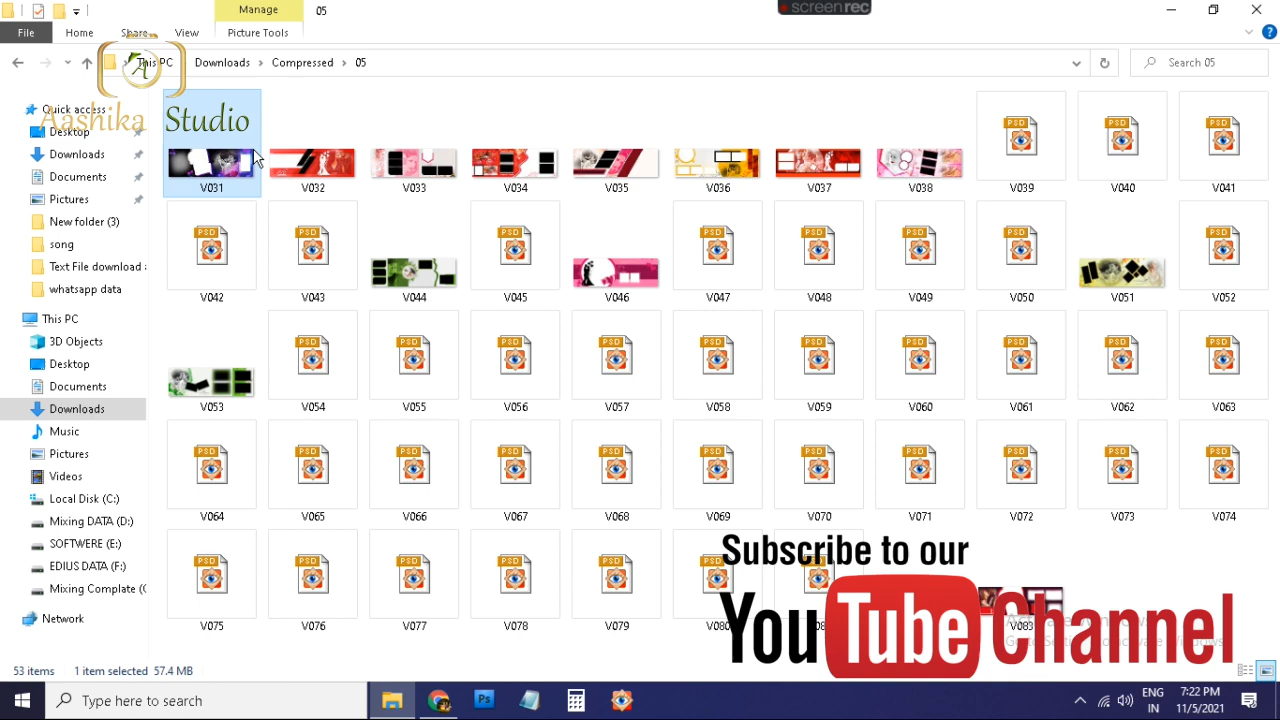 Manage
05
screenrec
File
Home
Share
View
Picture Tools
This PC
Downloads
Compressed
05
Search 05
Aashika Studio
Quick access
Desktop
Downloads
Documents
Pictures
New folder (3)
song
Text File download
whatsapp data
This PC
3D Objects
Desktop
Documents
Downloads
Music
Pictures
Videos
Local Disk (C:)
Mixing DATA (D:)
SOFTWERE (E:)
EDIUS DATA (F:)
Mixing Complate (
Network
V031 V032 V033 V034 V035 V036 V037 V038 V039 V040 V041
V042 V043 V044 V045 V046 V047 V048 V049 V050 V051 V052
V053 V054 V055 V056 V057 V058 V059 V060 V061 V062 V063
V064 V065 V066 V067 V068 V069 V070 V071 V072 V073 V074
V075 V076 V077 V078 V079
Subscribe to our
YouTube Channel
53 items
1 item selected 57.4 MB
Type here to search
ENG
IN
7:22 PM
11/5/2021